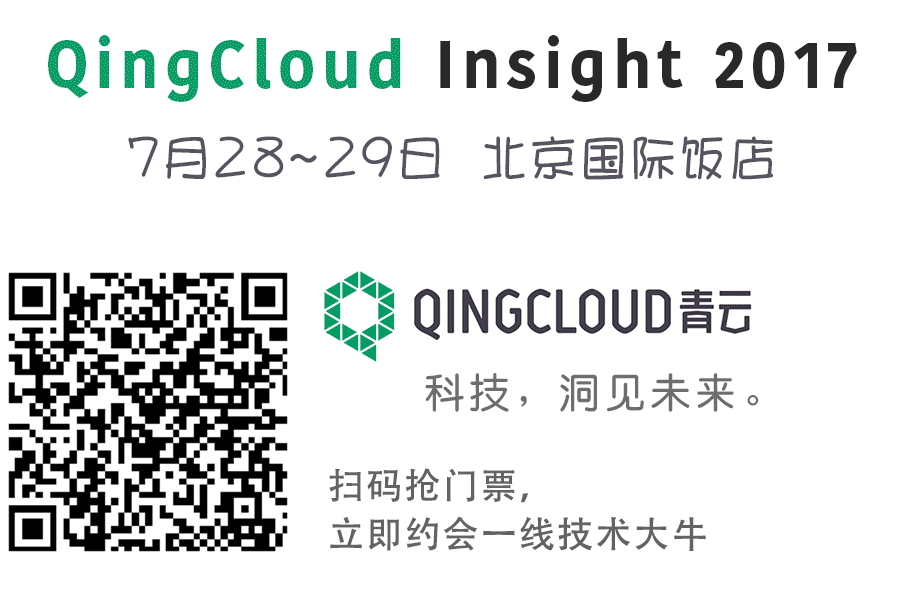 QingCloud Insight 2017
7月28~29日 北京国际饭店
QINGCLOUD青云
科技，洞见未来。
扫码抢门票,
立即约会一线技术大牛